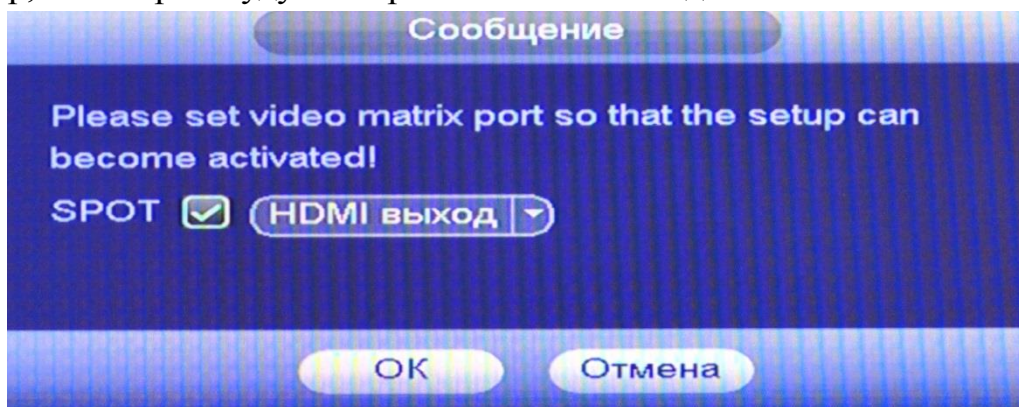 Сообщение
Please set video matrix port so that the setup can
become activated!
SPOT HDMI выход
OK Отмена